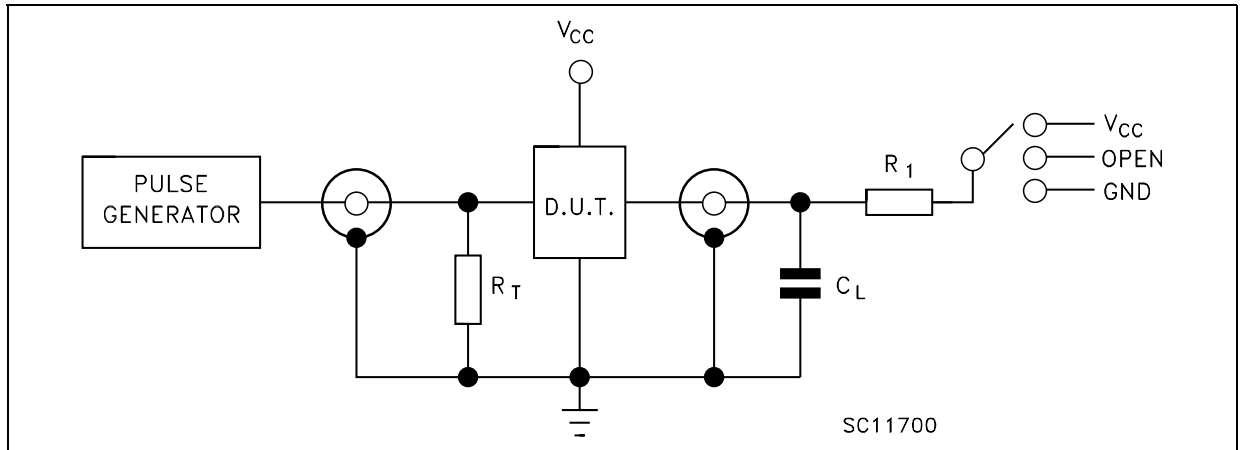 VCC
PULSE
GENERATOR
D.U.T.
RT
CL
R1
VCC
OPEN
GND
SC11700